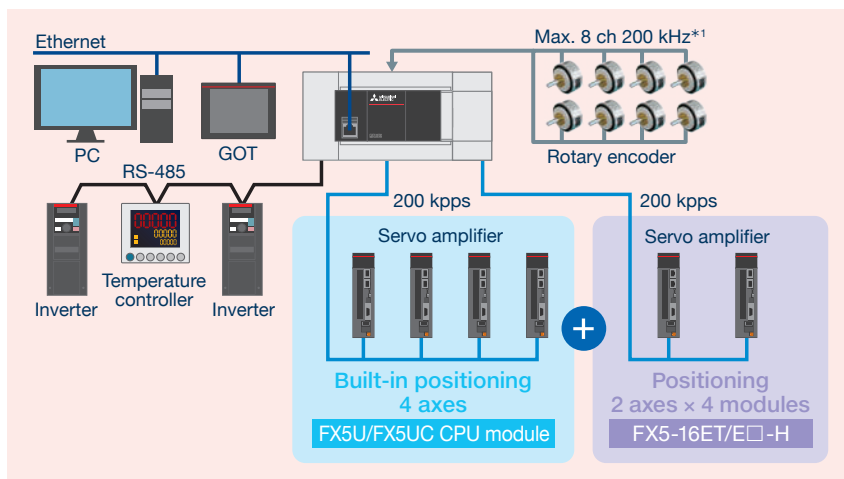 Ethernet
Max. 8 ch 200 kHz*1
PC
GOT
Rotary encoder
RS-485
200 kpps
200 kpps
Servo amplifier
Servo amplifier
Inverter
Temperature
controller
Inverter
+
Built-in positioning
4 axes
FX5U/FX5UC CPU module
Positioning
2 axes × 4 modules
FX5-16ET/E□-H